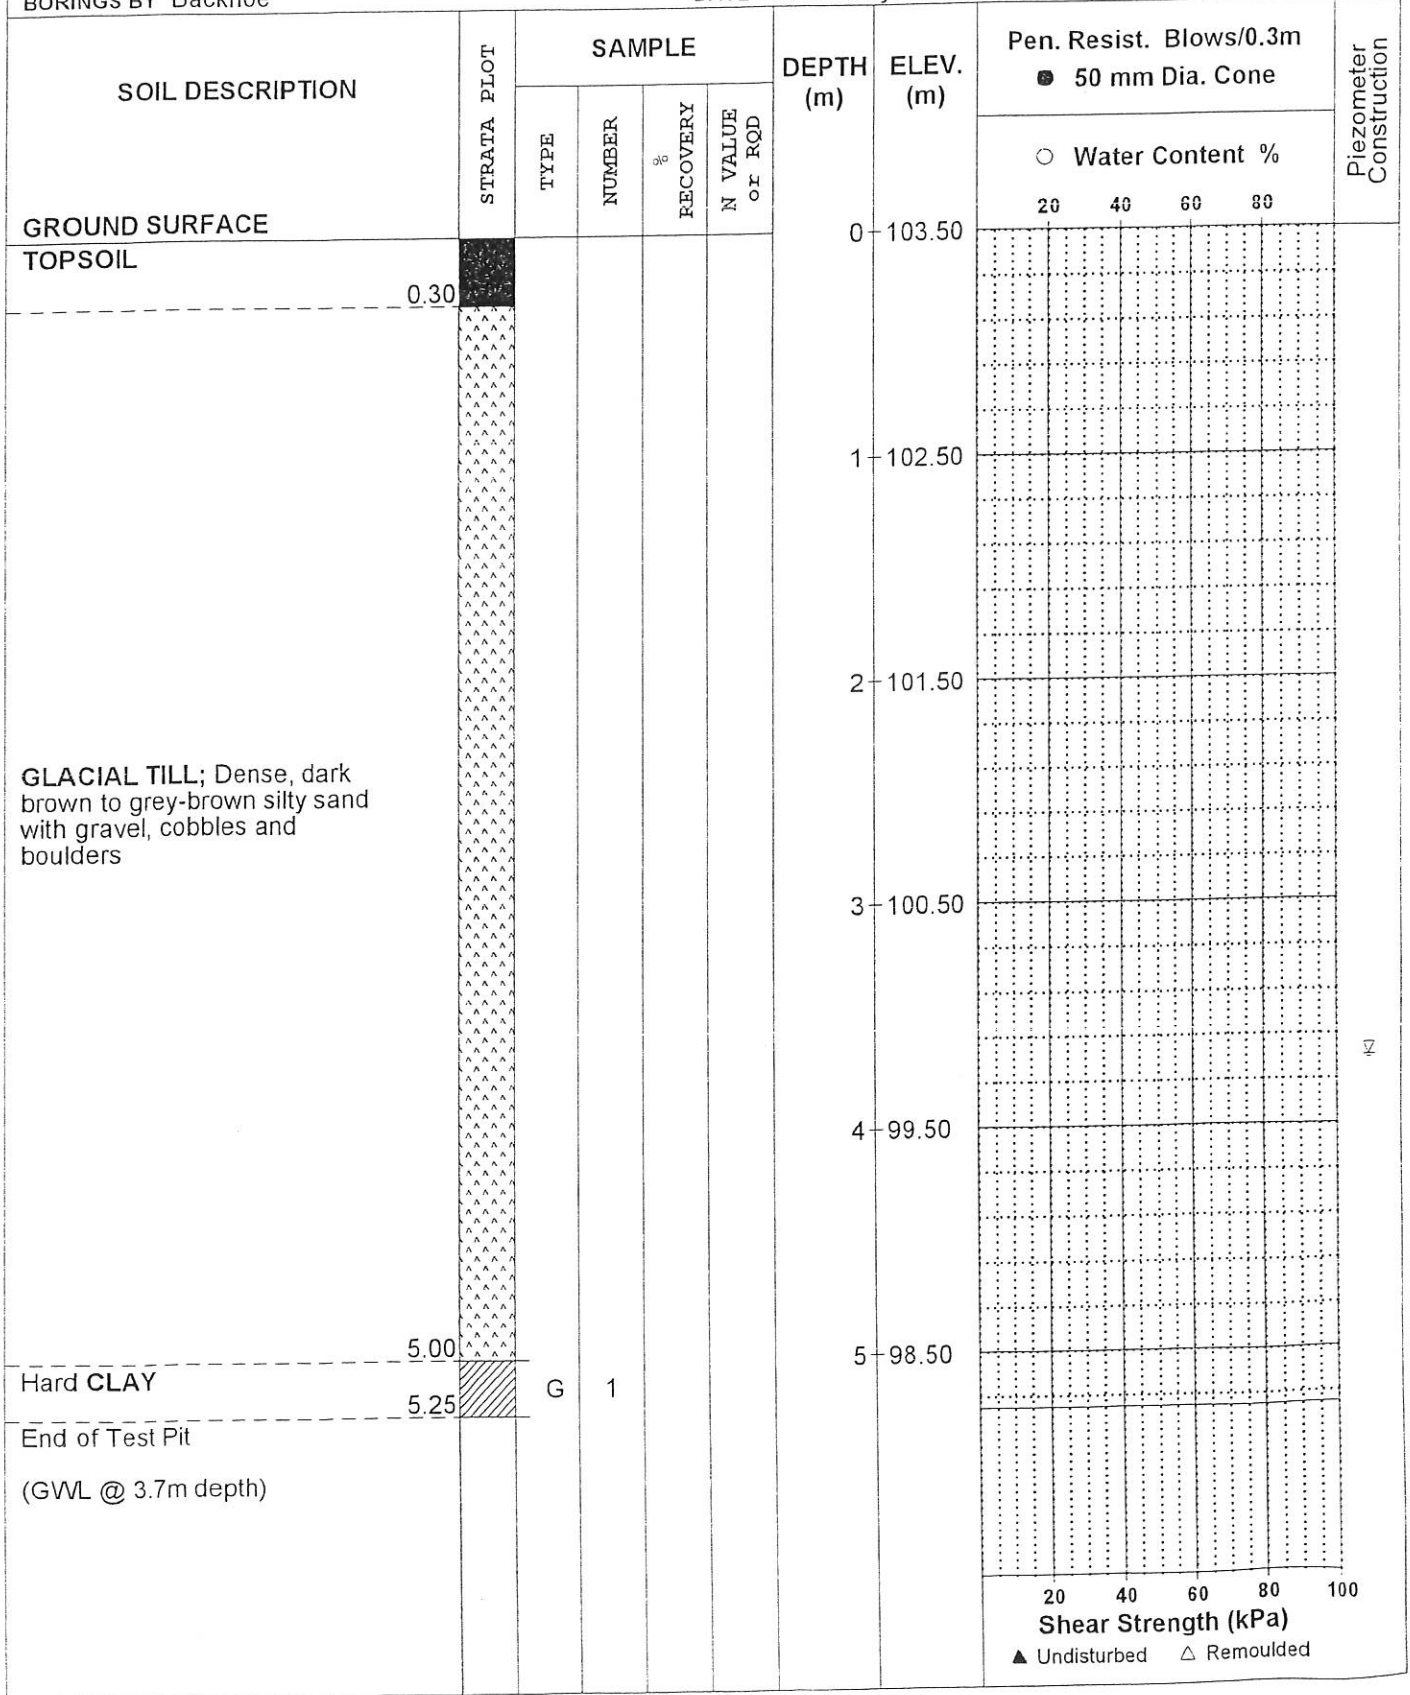 BORINGS BY Backhoe
SOIL DESCRIPTION
STRATA PLOT
SAMPLE
TYPE
NUMBER
%
RECOVERY
N VALUE
or RQD
DEPTH
(m)
ELEV.
(m)
Pen. Resist. Blows/0.3m
● 50 mm Dia. Cone
○ Water Content %
20 40 60 80
Piezometer
Construction
GROUND SURFACE
0 103.50
TOPSOIL
0.30
1 102.50
2 101.50
GLACIAL TILL; Dense, dark
brown to grey-brown silty sand
with gravel, cobbles and
boulders
3 100.50
4 99.50
5.00
5 98.50
Hard CLAY
G 1
5.25
End of Test Pit
(GWL @ 3.7m depth)
20 40 60 80 100
Shear Strength (kPa)
▲ Undisturbed △ Remoulded